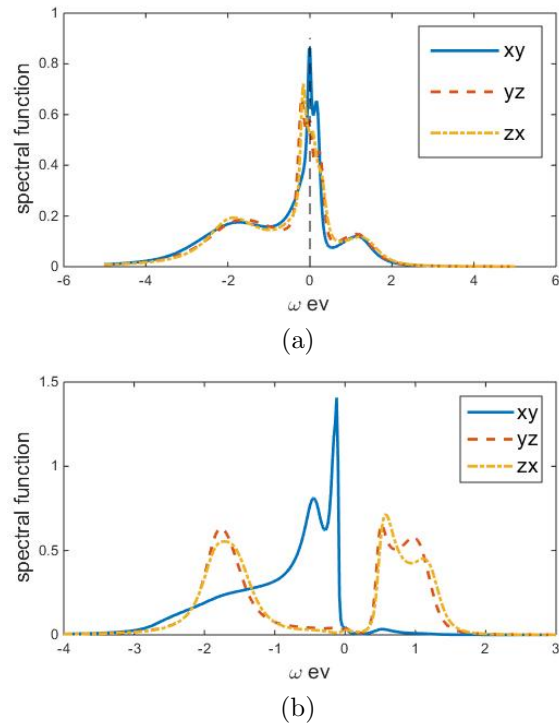 1
0.8
0.6
0.4
0.2
0
spectral function
xy
yz
zx
-6 -4 -2 0 2 4 6
ω ev
(a)
1.5
1
0.5
0
spectral function
xy
yz
zx
-4 -3 -2 -1 0 1 2 3
ω ev
(b)